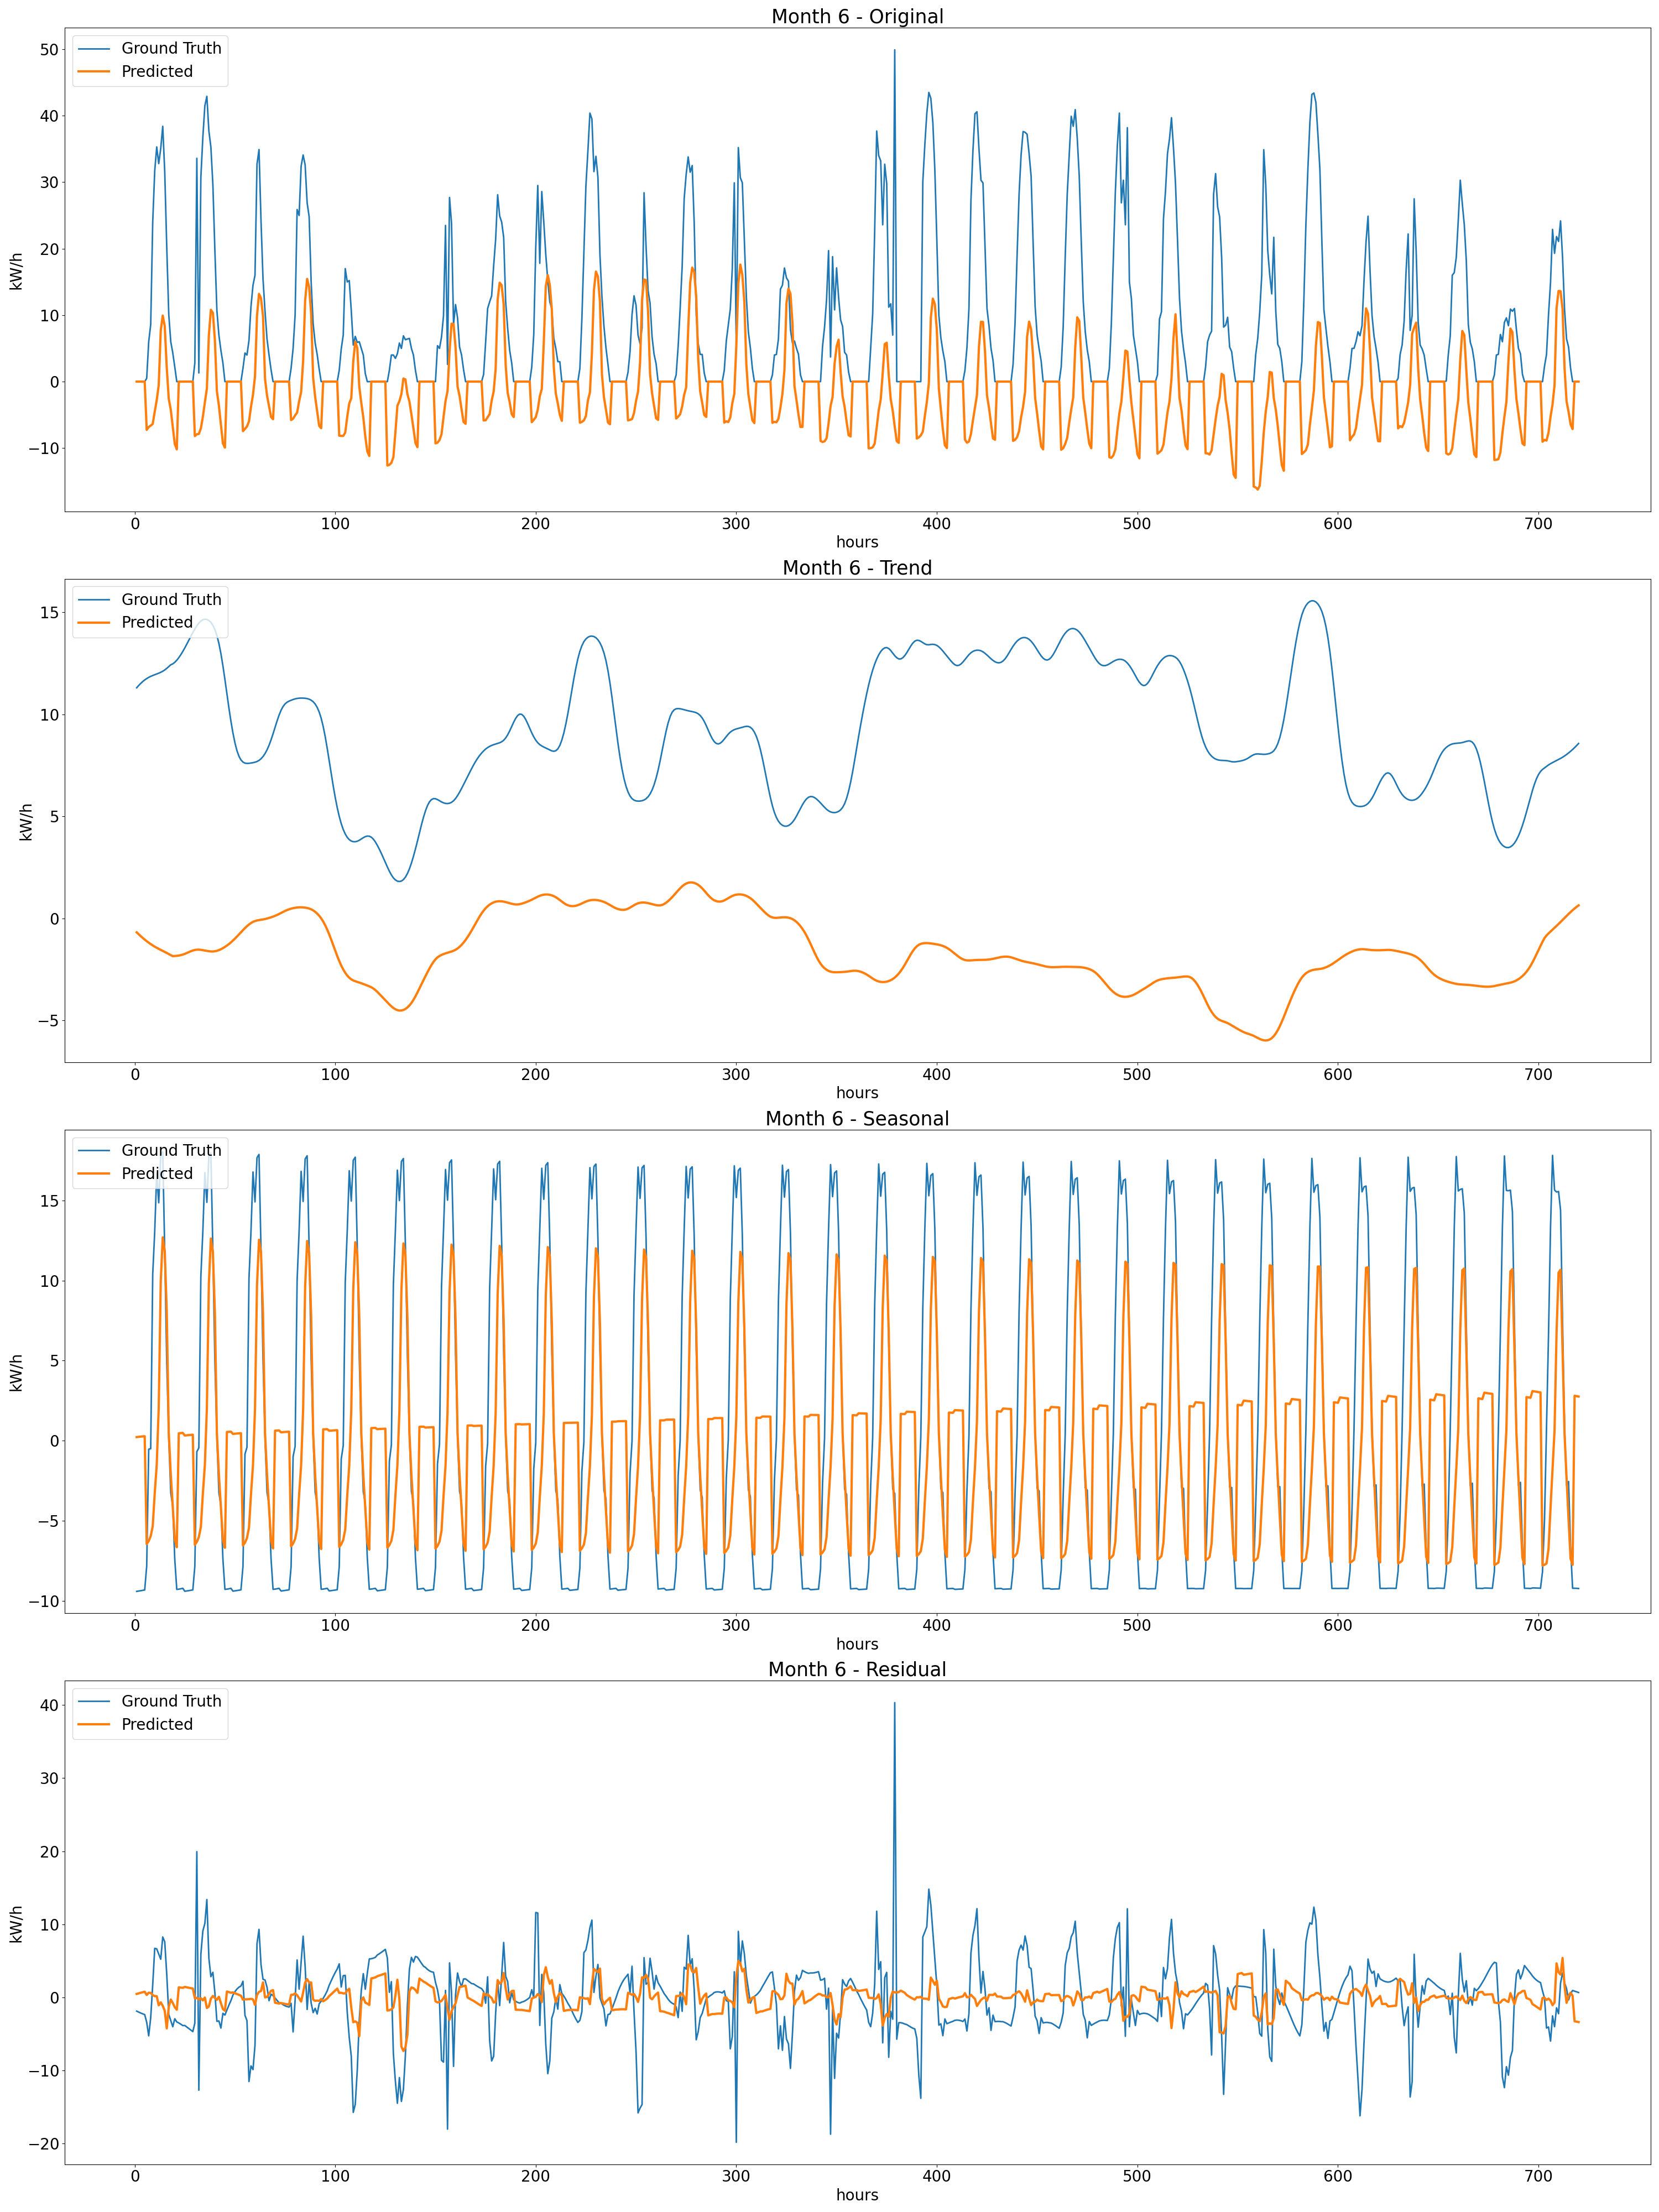 Month 6 - Original
Ground Truth
Predicted
50
40
30
20
10
0
−10
kW/h
0 100 200 300 400 500 600 700
hours
Month 6 - Trend
Ground Truth
Predicted
15
10
5
0
−5
kW/h
0 100 200 300 400 500 600 700
hours
Month 6 - Seasonal
Ground Truth
Predicted
15
10
5
0
−5
−10
kW/h
0 100 200 300 400 500 600 700
hours
Month 6 - Residual
Ground Truth
Predicted
40
30
20
10
0
−10
−20
kW/h
0 100 200 300 400 500 600 700
hours